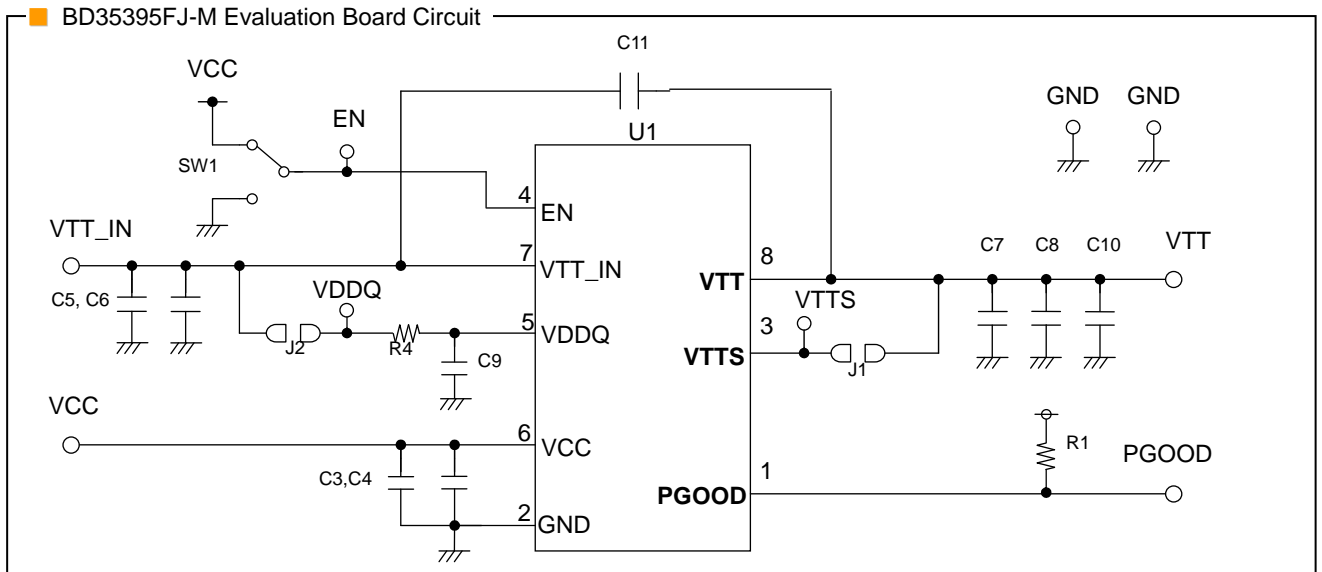 BD35395FJ-M Evaluation Board Circuit
C11
VCC
GND GND
EN
U1
SW1
4
EN
VTT_IN
7
VTT_IN
C5, C6
VDDQ
8
VTT
C7 C8 C10
VTT
VTTS
3
VTTS
J1
5
VDDQ
J2
R4
C9
VCC
6
VCC
C3,C4
R1
PGOOD
1
PGOOD
2
GND